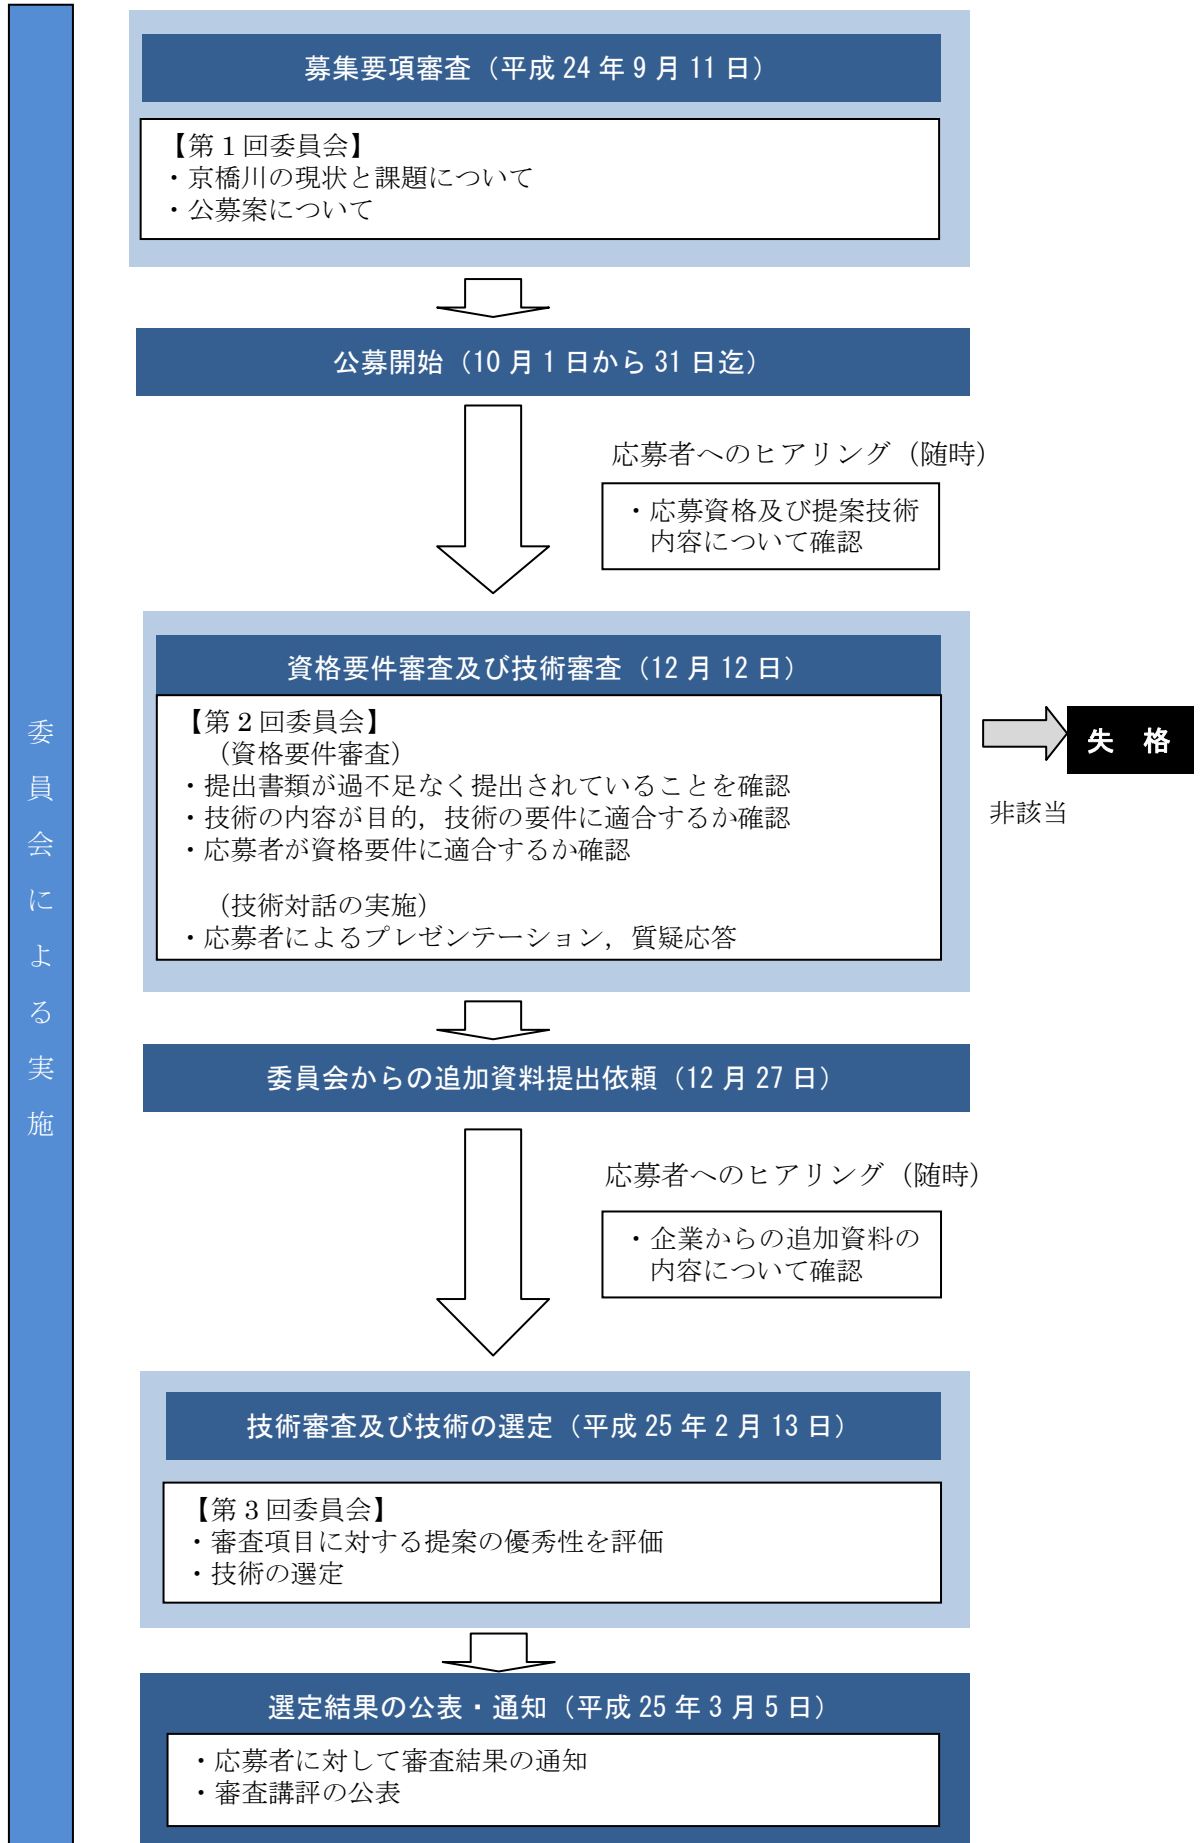 委員会による実施
募集要項審査（平成 24 年 9 月 11 日）
【第 1 回委員会】
・京橋川の現状と課題について
・公募案について
公募開始（10 月 1 日から 31 日迄）
応募者へのヒアリング（随時）
・応募資格及び提案技術
内容について確認
資格要件審査及び技術審査（12 月 12 日）
【第 2 回委員会】
（資格要件審査）
・提出書類が過不足なく提出されていることを確認
・技術の内容が目的，技術の要件に適合するか確認
・応募者が資格要件に適合するか確認
（技術対話の実施）
・応募者によるプレゼンテーション，質疑応答
失　格
非該当
委員会からの追加資料提出依頼（12 月 27 日）
応募者へのヒアリング（随時）
・企業からの追加資料の
内容について確認
技術審査及び技術の選定（平成 25 年 2 月 13 日）
【第 3 回委員会】
・審査項目に対する提案の優秀性を評価
・技術の選定
選定結果の公表・通知（平成 25 年 3 月 5 日）
・応募者に対して審査結果の通知
・審査講評の公表